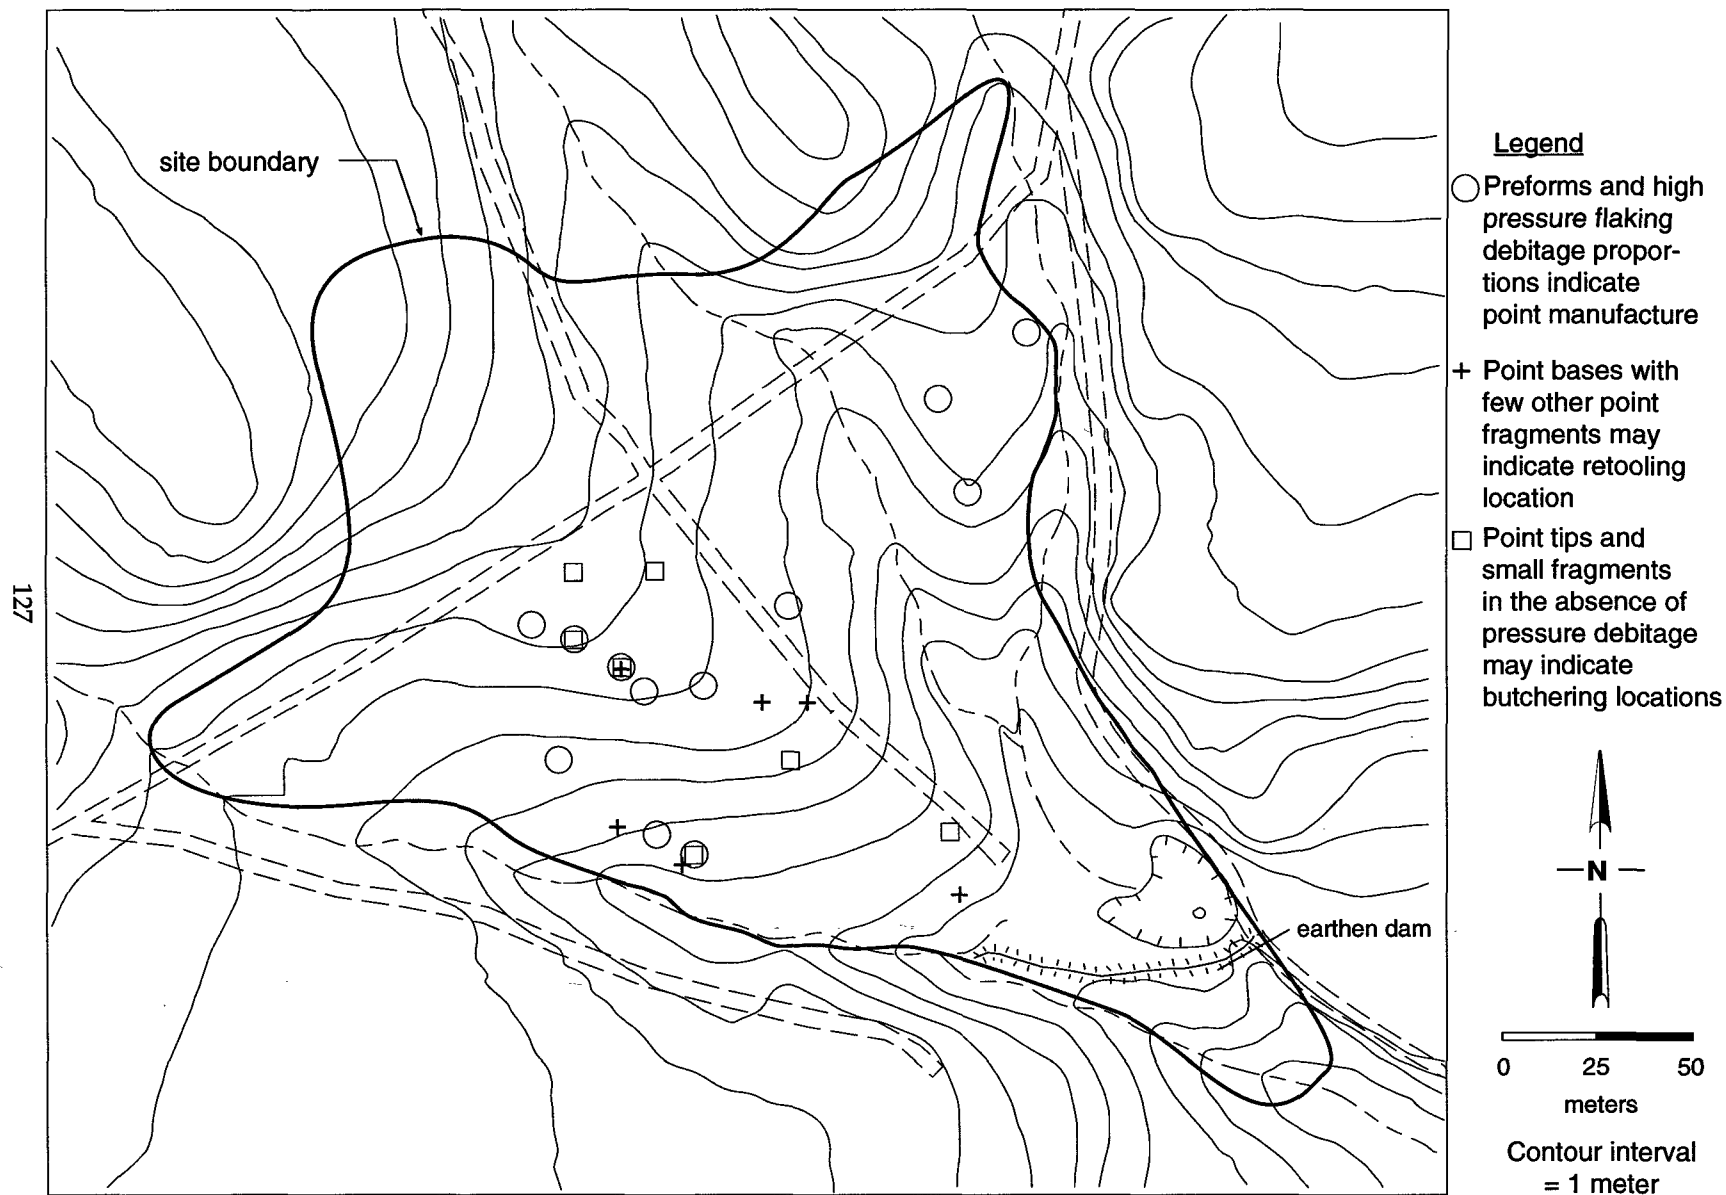 site boundary
Legend
Preforms and high
pressure flaking
debitage propor-
tions indicate
point manufacture
Point bases with
few other point
fragments may
indicate retooling
location
Point tips and
small fragments
in the absence of
pressure debitage
may indicate
butchering locations
127
N
earthen dam
0 25 50
meters
Contour interval
= 1 meter